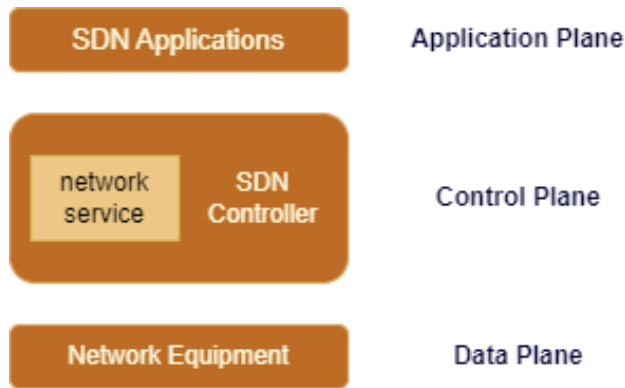 SDN Applications
Application Plane
network
service
SDN
Controller
Control Plane
Network Equipment
Data Plane